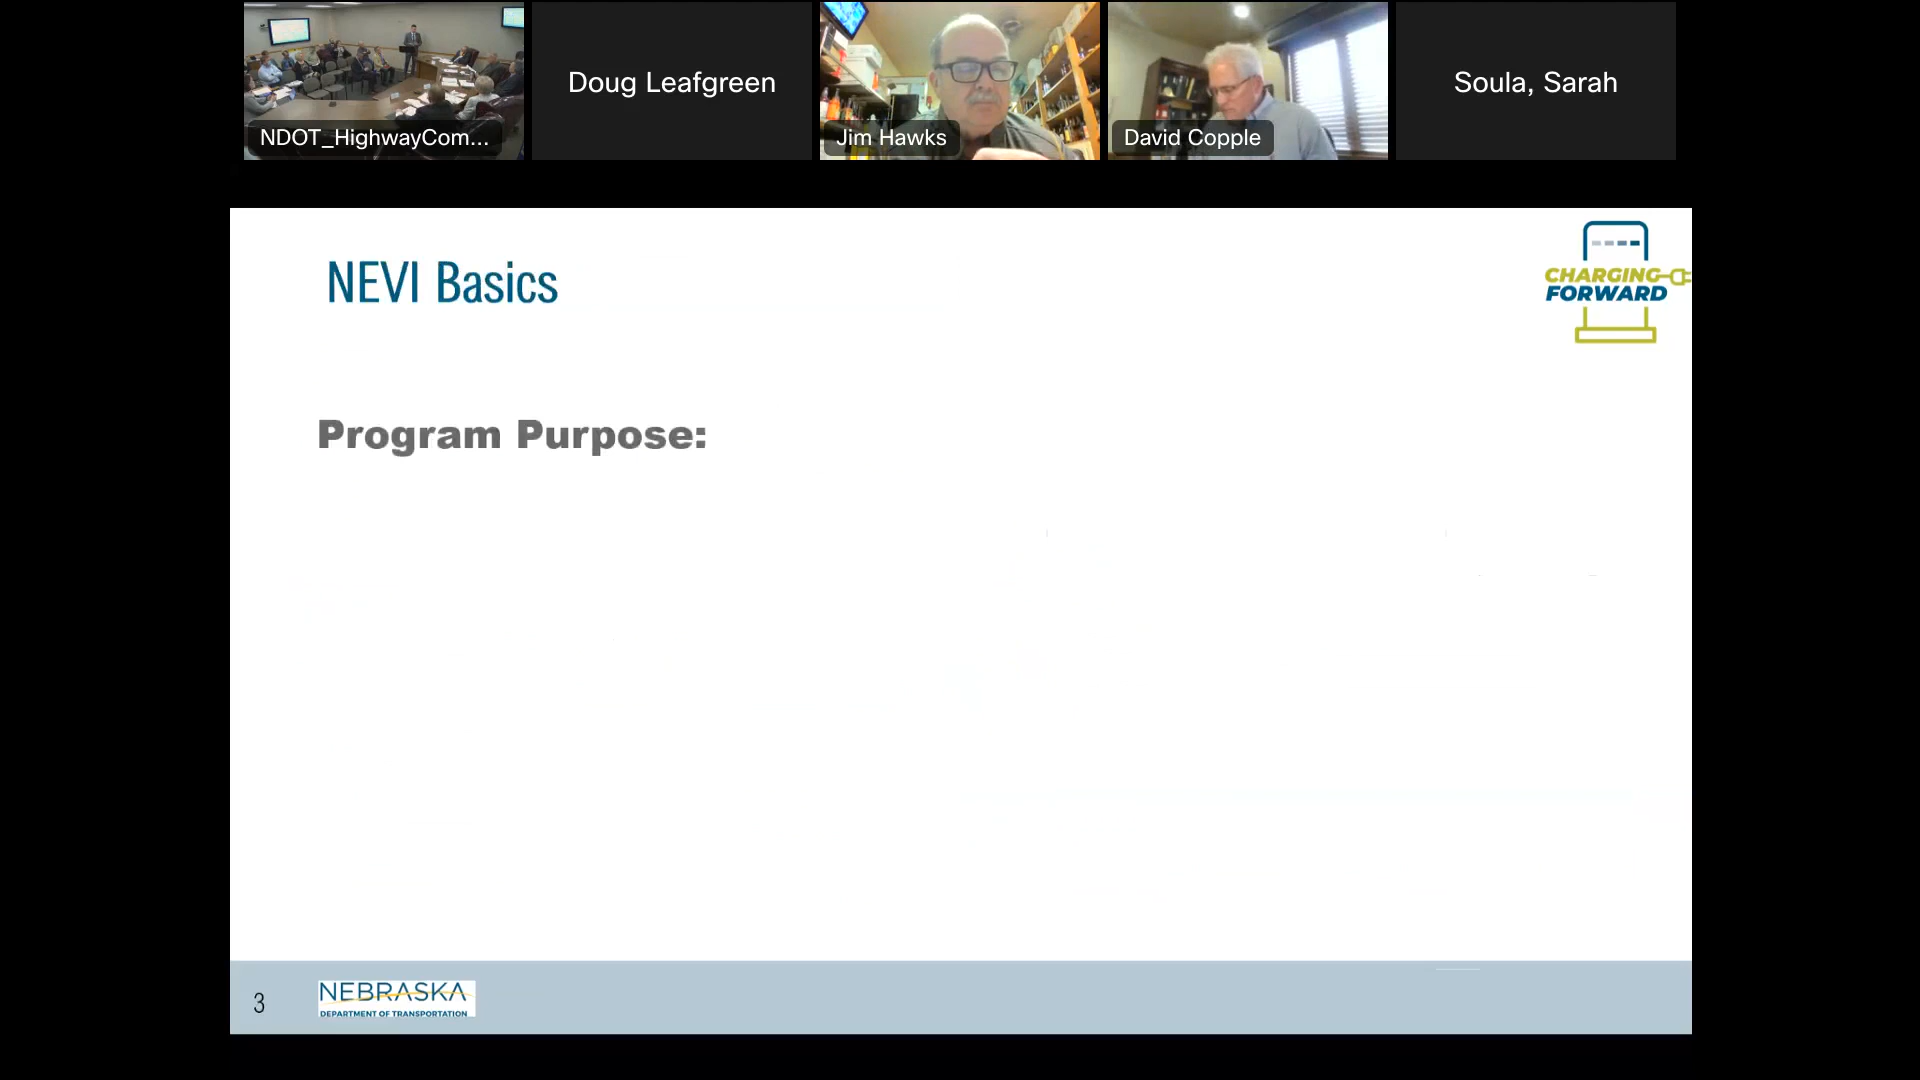 NDOT_HighwayCom...
Doug Leafgreen
Jim Hawks
David Copple
Soula, Sarah
NEVI Basics
CHARGING
FORWARD
Program Purpose:
3
NEBRASKA
DEPARTMENT OF TRANSPORTATION